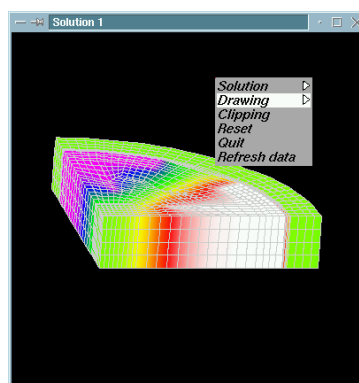 Solution 1
Solution
Drawing
Clipping
Reset
Quit
Refresh data